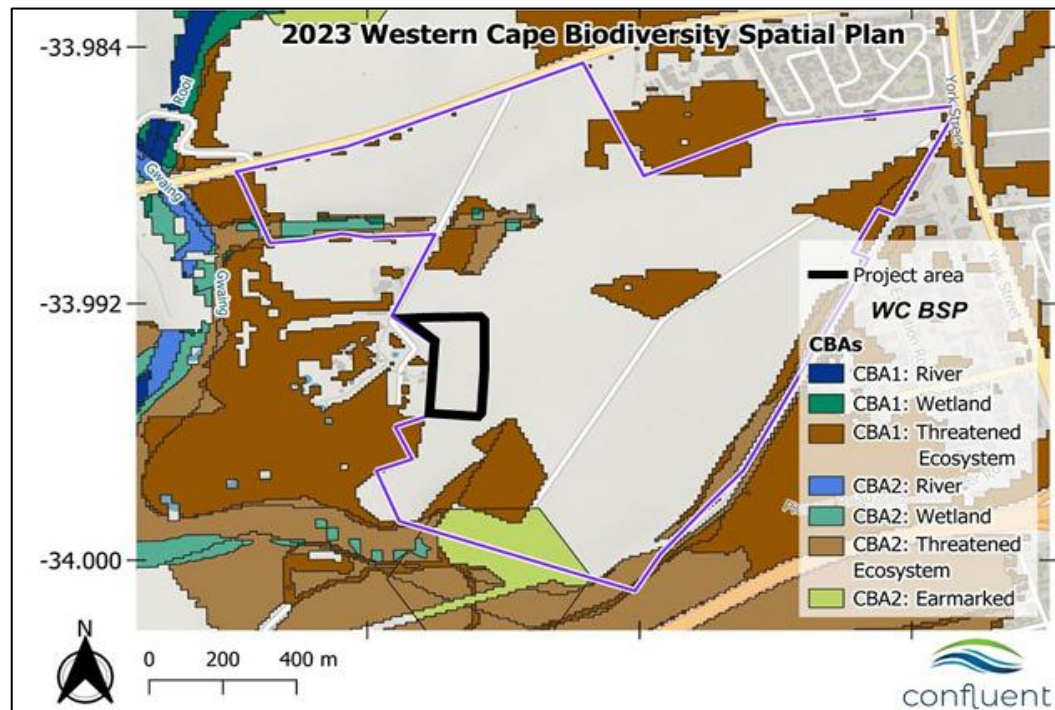 2023 Western Cape Biodiversity Spatial Plan
-33.984
-33.992
-34.000
Rooi
Gwaing
Gwaing
York Street
York Street
Project area
WC BSP
CBAs
CBA1: River
CBA1: Wetland
CBA1: Threatened
Ecosystem
CBA2: River
CBA2: Wetland
CBA2: Threatened
Ecosystem
CBA2: Earmarked
N
0 200 400 m
confluent